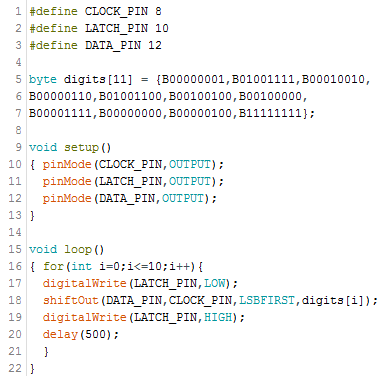 1 #define CLOCK_PIN 8
2 #define LATCH_PIN 10
3 #define DATA_PIN 12
4
5 byte digits[11] = {B00000001,B01001111,B00010010,
6 B00000110,B01001100,B00100100,B00100000,
7 B00001111,B00000000,B00000100,B11111111};
8
9 void setup()
10 { pinMode(CLOCK_PIN,OUTPUT);
11   pinMode(LATCH_PIN,OUTPUT);
12   pinMode(DATA_PIN,OUTPUT);
13 }
14
15 void loop()
16 { for(int i=0;i<=10;i++){
17   digitalWrite(LATCH_PIN,LOW);
18   shiftOut(DATA_PIN,CLOCK_PIN,LSBFIRST,digits[i]);
19   digitalWrite(LATCH_PIN,HIGH);
20   delay(500);
21   }
22 }